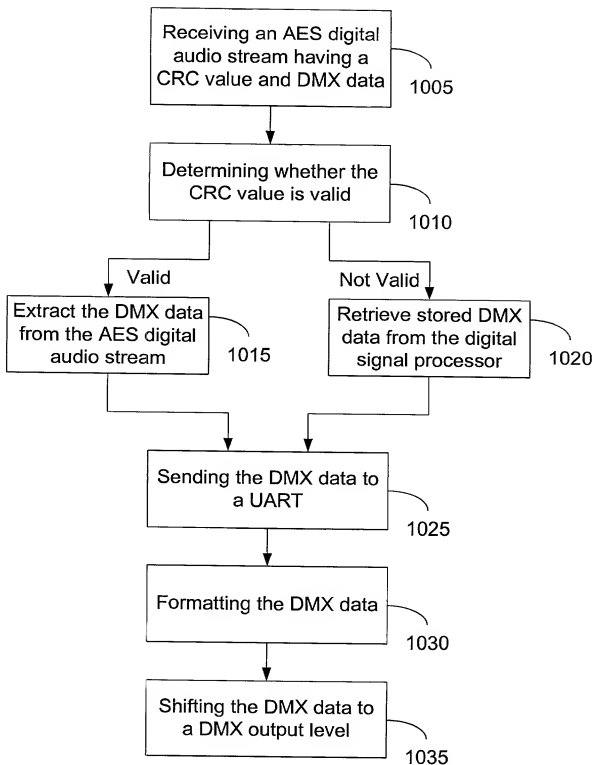 Receiving an AES digital
audio stream having a
CRC value and DMX data
1005
Determining whether the
CRC value is valid
1010
Valid
Not Valid
Extract the DMX data
from the AES digital
audio stream
1015
Retrieve stored DMX
data from the digital
signal processor
1020
Sending the DMX data to
a UART
1025
Formatting the DMX data
1030
Shifting the DMX data to
a DMX output level
1035